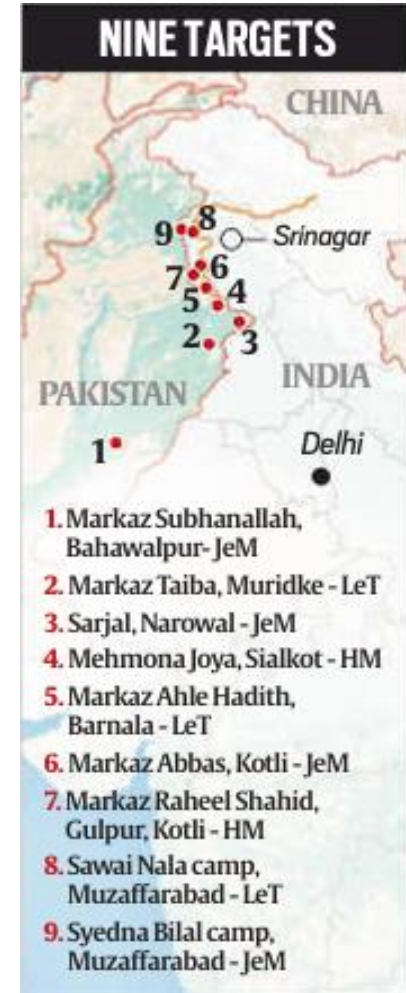 NINE TARGETS
CHINA
9
8
Srinagar
6
7
5
4
2
3
INDIA
PAKISTAN
1
Delhi
1. Markaz Subhanallah,
Bahawalpur- JeM
2. Markaz Taiba, Muridke - LeT
3. Sarjal, Narowal - JeM
4. Mehmona Joya, Sialkot - HM
5. Markaz Ahle Hadith,
Barnala - LeT
6. Markaz Abbas, Kotli - JeM
7. Markaz Raheel Shahid,
Gulpur, Kotli - HM
8. Sawai Nala camp,
Muzaffarabad - LeT
9. Syedna Bilal camp,
Muzaffarabad - JeM